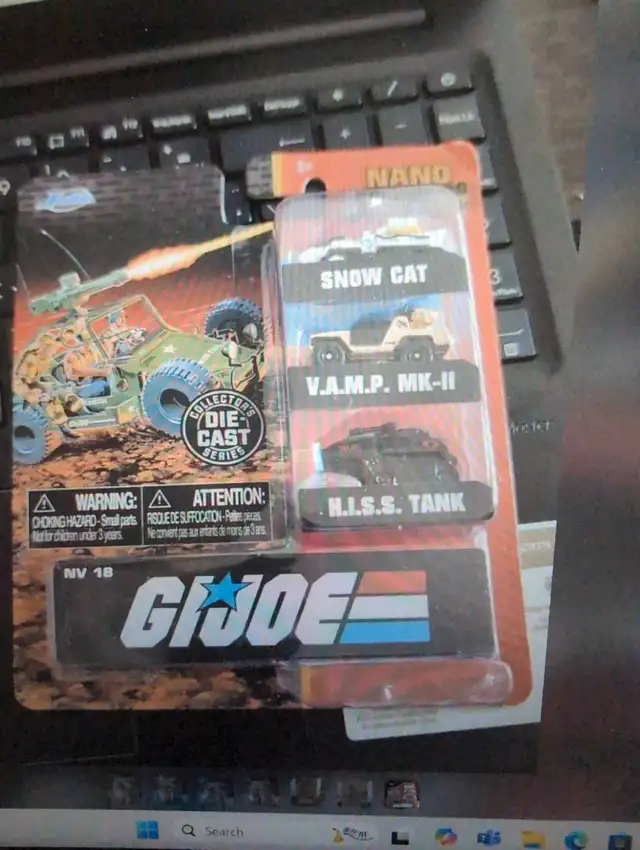 Jada
NANO
SNOW CAT
V.A.M.P. MK-II
H.I.S.S. TANK
COLLECTOR'S
DIE-
CAST
SERIES
WARNING:
CHOKING HAZARD - Small parts.
Not for children under 3 years.
ATTENTION:
RISQUE DE SUFFOCATION - Petites pièces.
Ne convient pas aux enfants de moins de 3 ans.
NV 18
GIJOE
Search